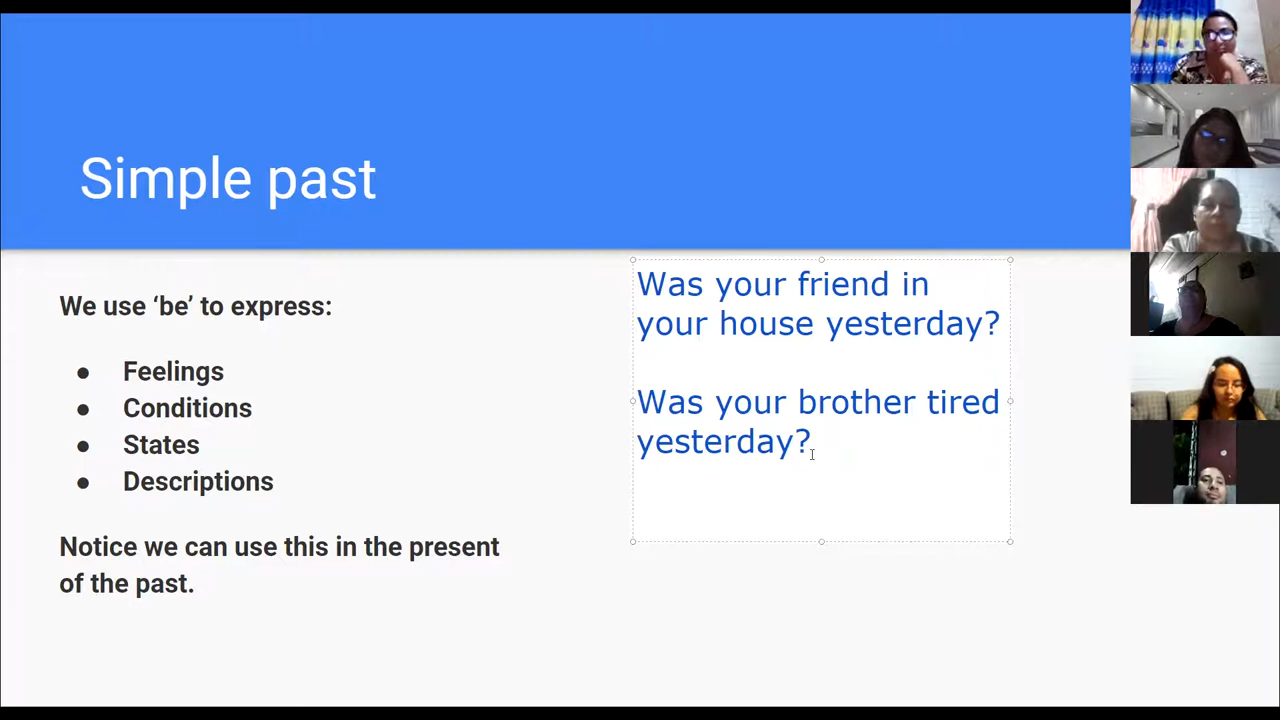 Simple past
We use ‘be’ to express:
● Feelings
● Conditions
● States
● Descriptions
Notice we can use this in the present
of the past.
Was your friend in
your house yesterday?
Was your brother tired
yesterday?